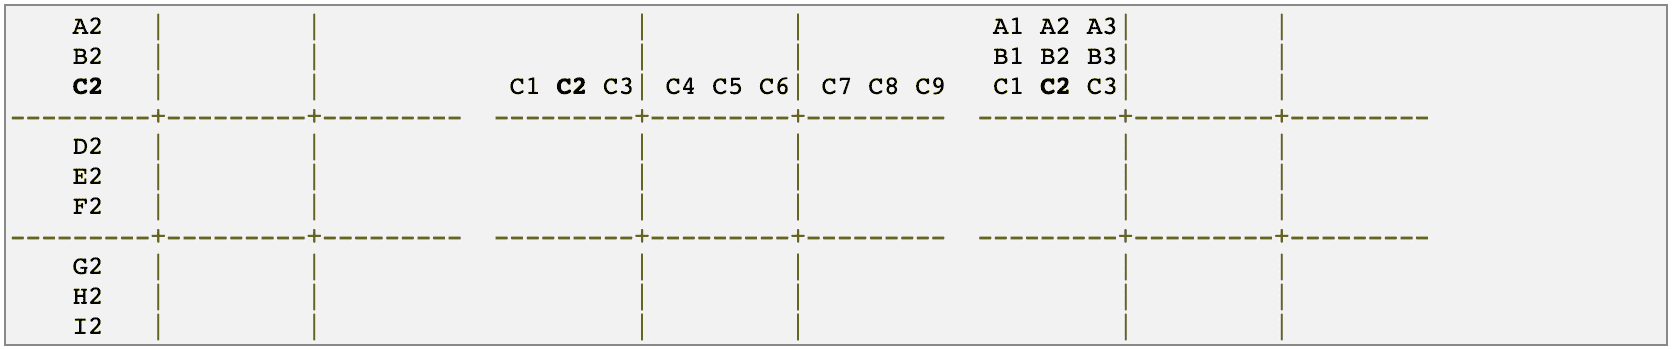 A2   |         |                    |         |            A1 A2 A3|         |
B2   |         |                    |         |            B1 B2 B3|         |
C2   |         |            C1 C2 C3| C4 C5 C6| C7 C8 C9   C1 C2 C3|         |
---------+---------+---------  ---------+---------+---------  ---------+---------+---------
D2   |         |                    |         |                    |         |
E2   |         |                    |         |                    |         |
F2   |         |                    |         |                    |         |
---------+---------+---------  ---------+---------+---------  ---------+---------+---------
G2   |         |                    |         |                    |         |
H2   |         |                    |         |                    |         |
I2   |         |                    |         |                    |         |